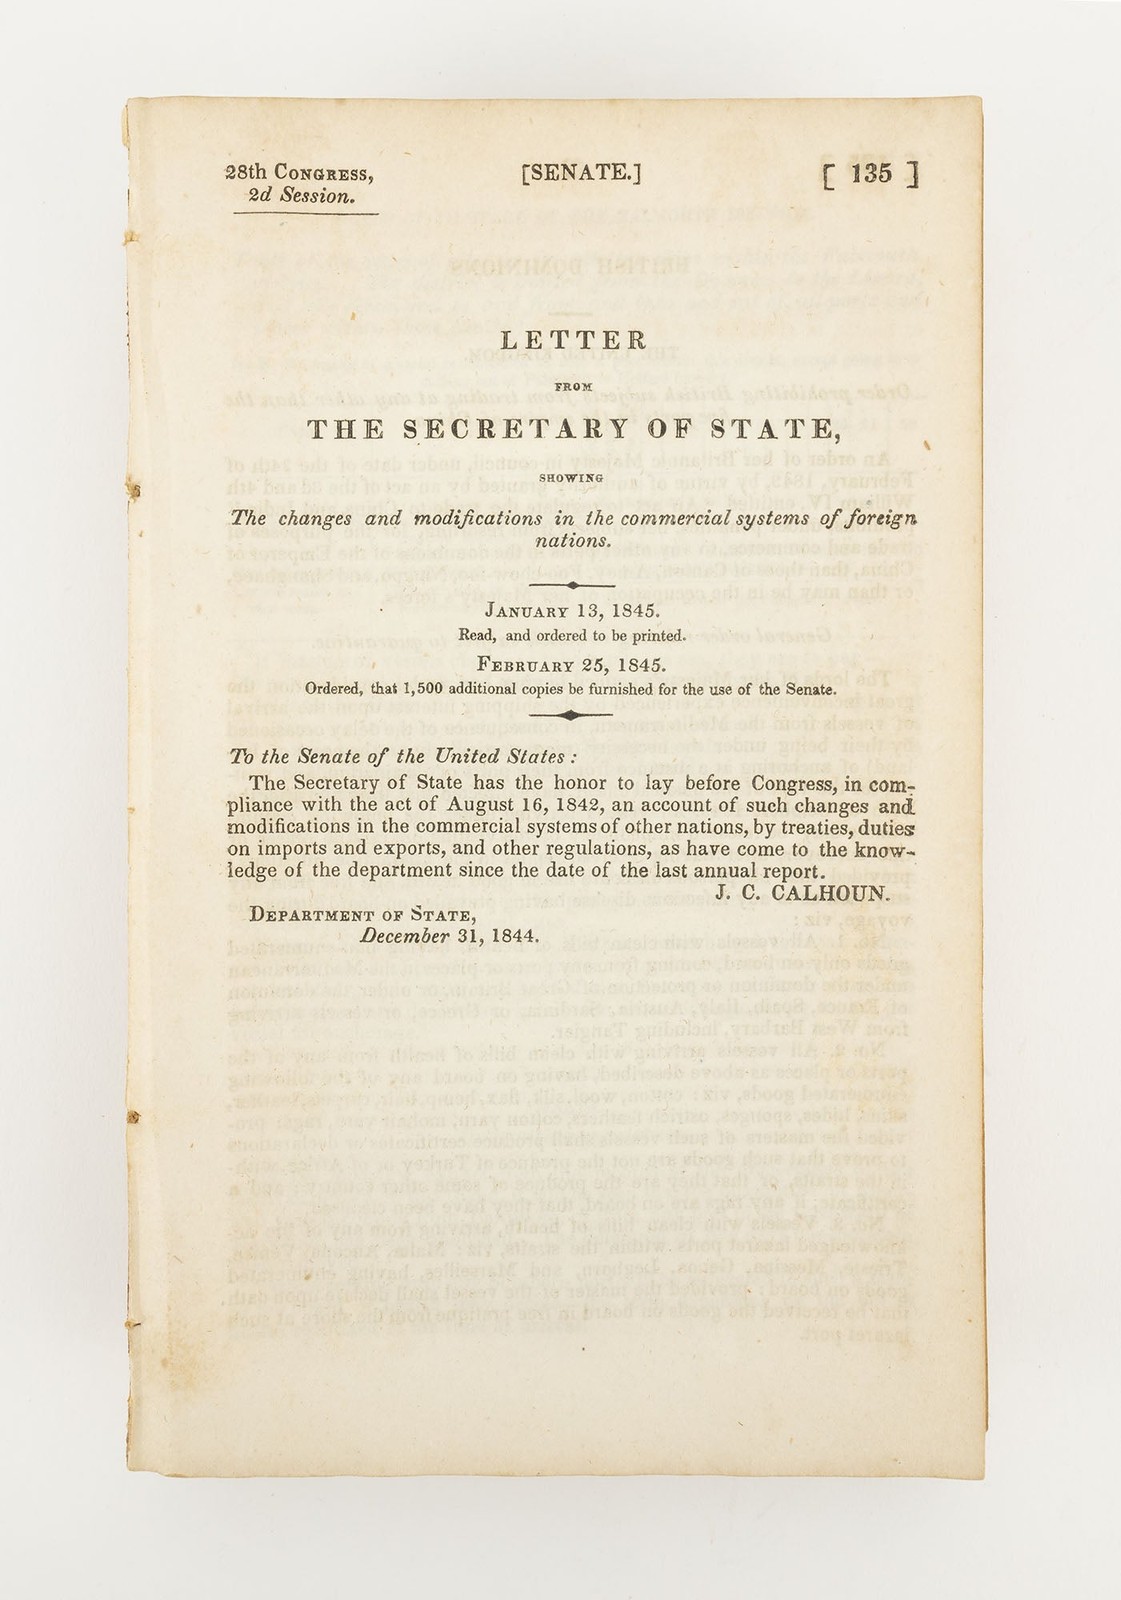 28th Congress,
2d Session.
[SENATE.]
[ 135 ]
LETTER
FROM
THE SECRETARY OF STATE,
SHOWING
The changes and modifications in the commercial systems of foreign
nations.
January 13, 1845.
Read, and ordered to be printed.
February 25, 1845.
Ordered, that 1,500 additional copies be furnished for the use of the Senate.
To the Senate of the United States :
The Secretary of State has the honor to lay before Congress, in com-
pliance with the act of August 16, 1842, an account of such changes and
modifications in the commercial systems of other nations, by treaties, duties
on imports and exports, and other regulations, as have come to the know-
ledge of the department since the date of the last annual report.
J. C. CALHOUN.
Department of State,
December 31, 1844.